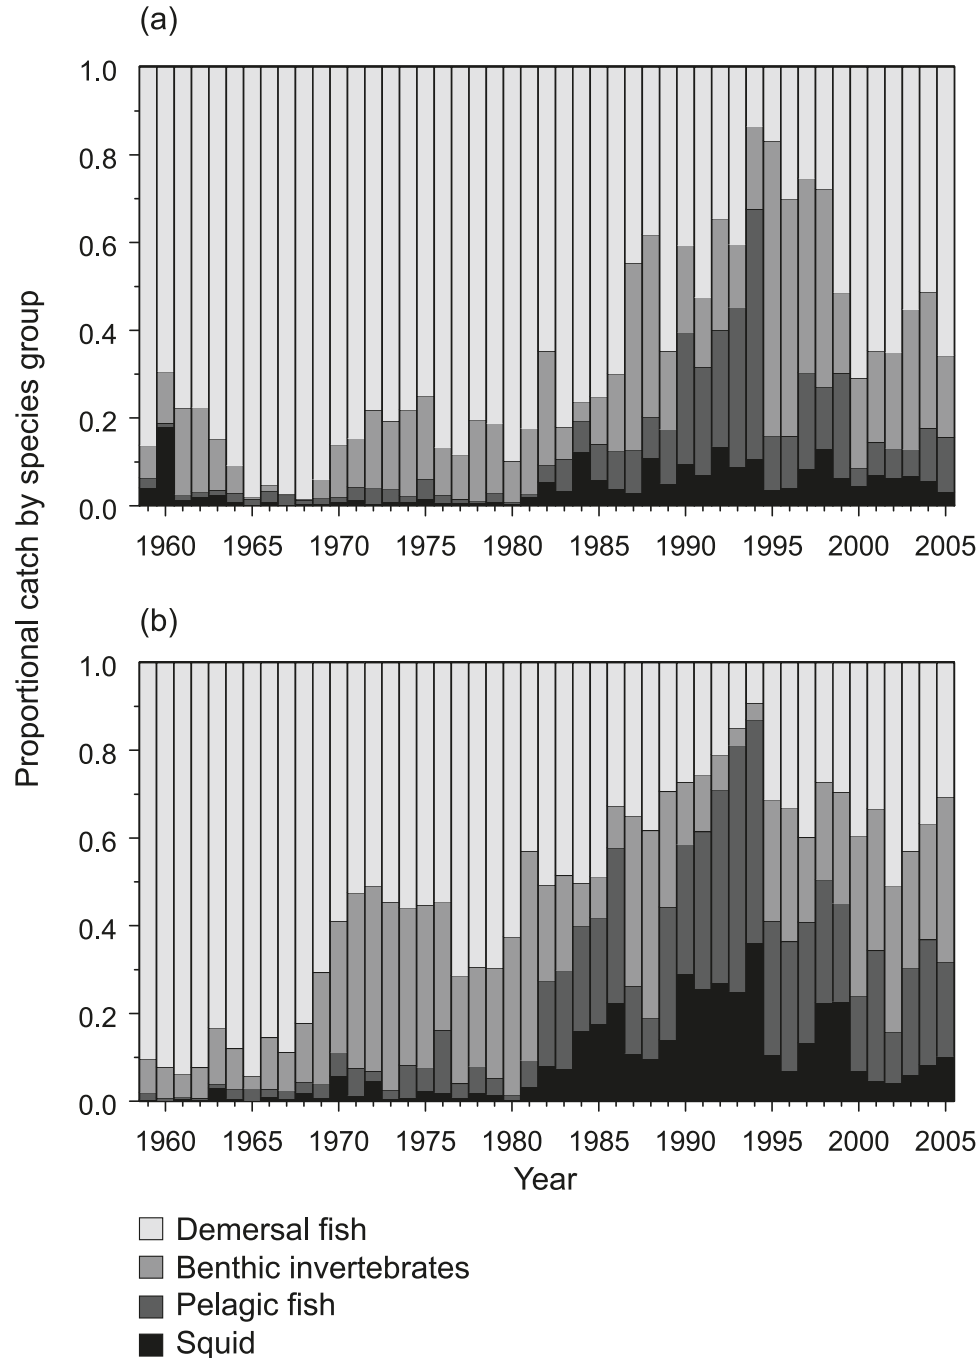 (a)
1.0
0.8
0.6
0.4
0.2
0.0
1960 1965 1970 1975 1980 1985 1990 1995 2000 2005
Proportional catch by species group
(b)
1.0
0.8
0.6
0.4
0.2
0.0
1960 1965 1970 1975 1980 1985 1990 1995 2000 2005
Year
Demersal fish
Benthic invertebrates
Pelagic fish
Squid